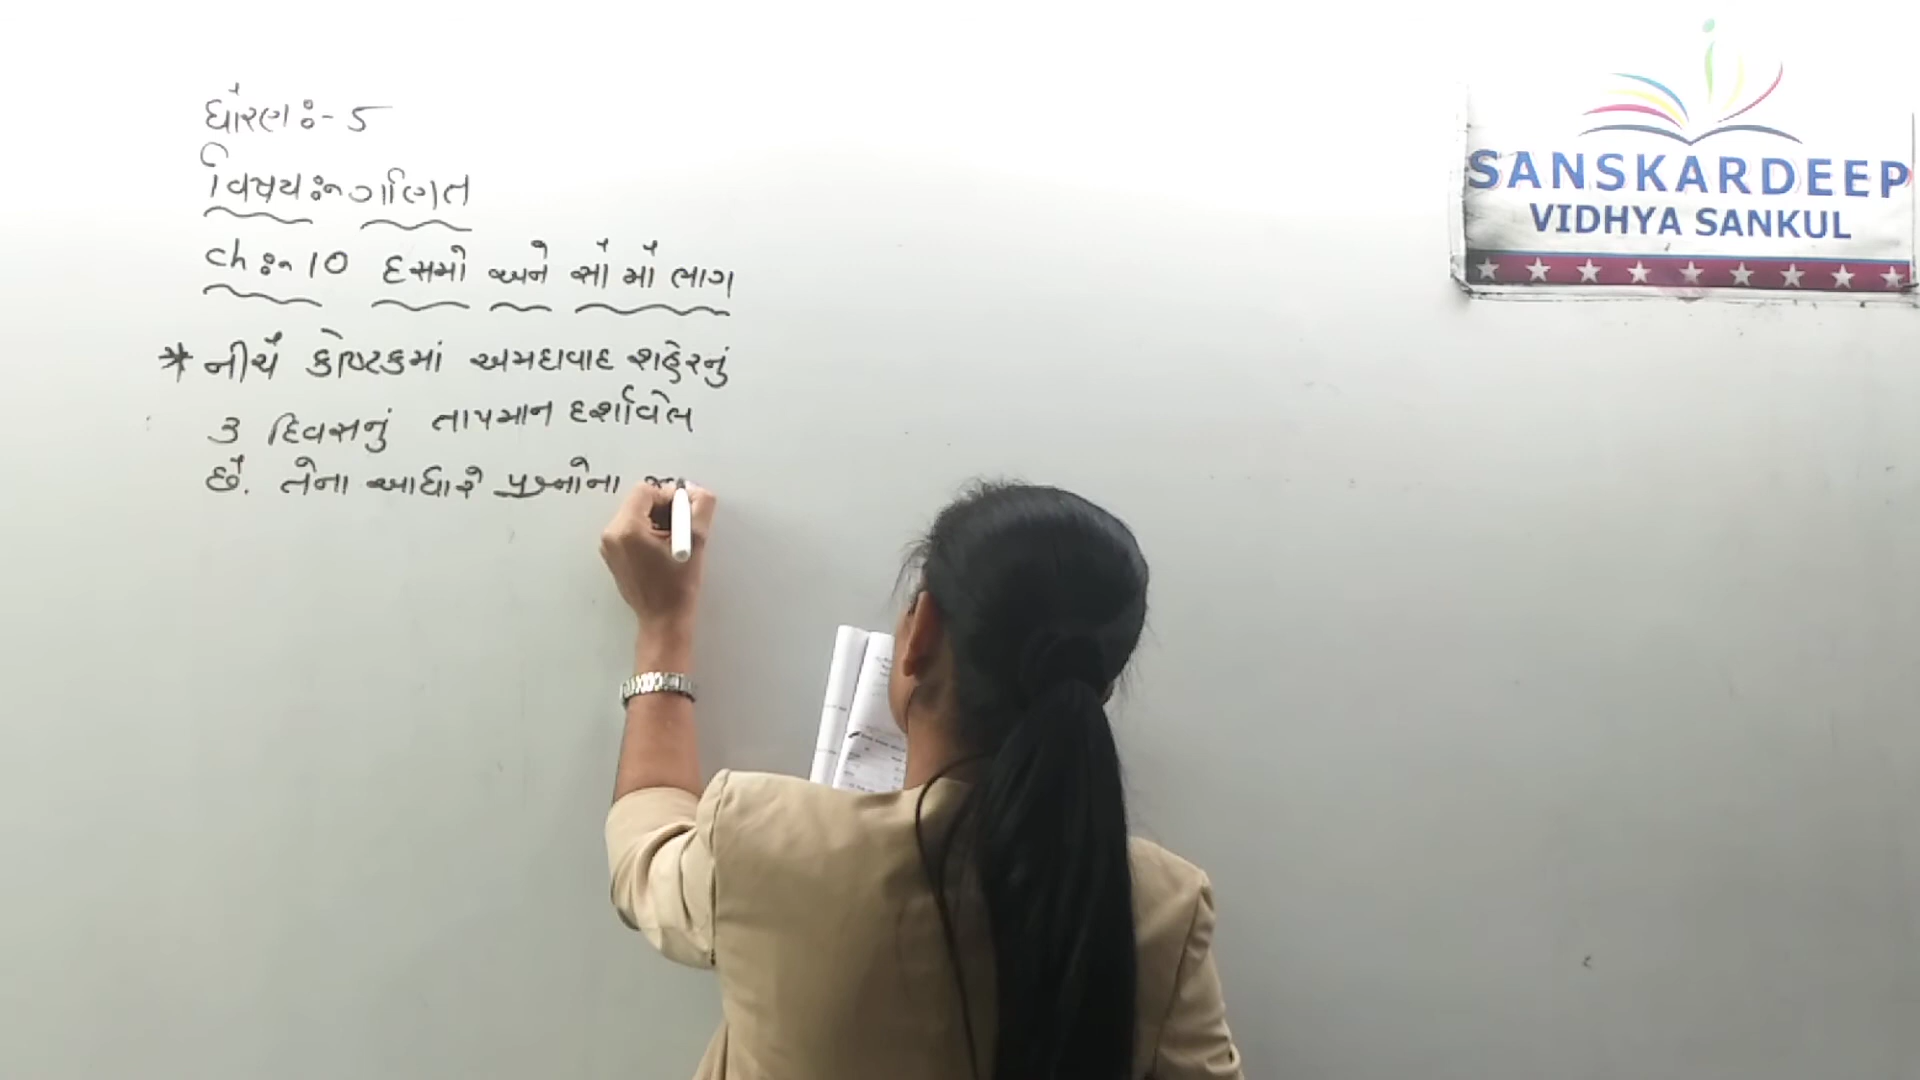 ધોરણ :- 5
વિષય :- ગણિત
ch :- 10 દસમો અને સો મો ભાગ
* નીચે કોષ્ટકમાં અમદાવાદ શહેરનું
૩ દિવસનું તાપમાન દર્શાવેલ
છે. તેના આધારે પ્રશ્નોના
SANSKARDEEP
VIDHYA SANKUL